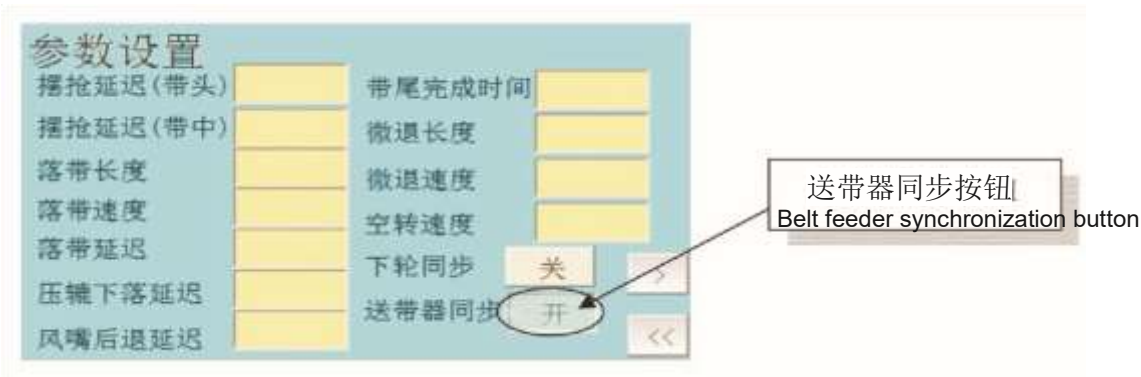 参数设置
摆抢延迟(带头)
带尾完成时间
摆抢延迟(带中)
微退长度
落带长度
微退速度
落带速度
空转速度
落带延迟
下轮同步 关 >
压辘下落延迟
送带器同步 开
风嘴后退延迟
<<
送带器同步按钮
Belt feeder synchronization button